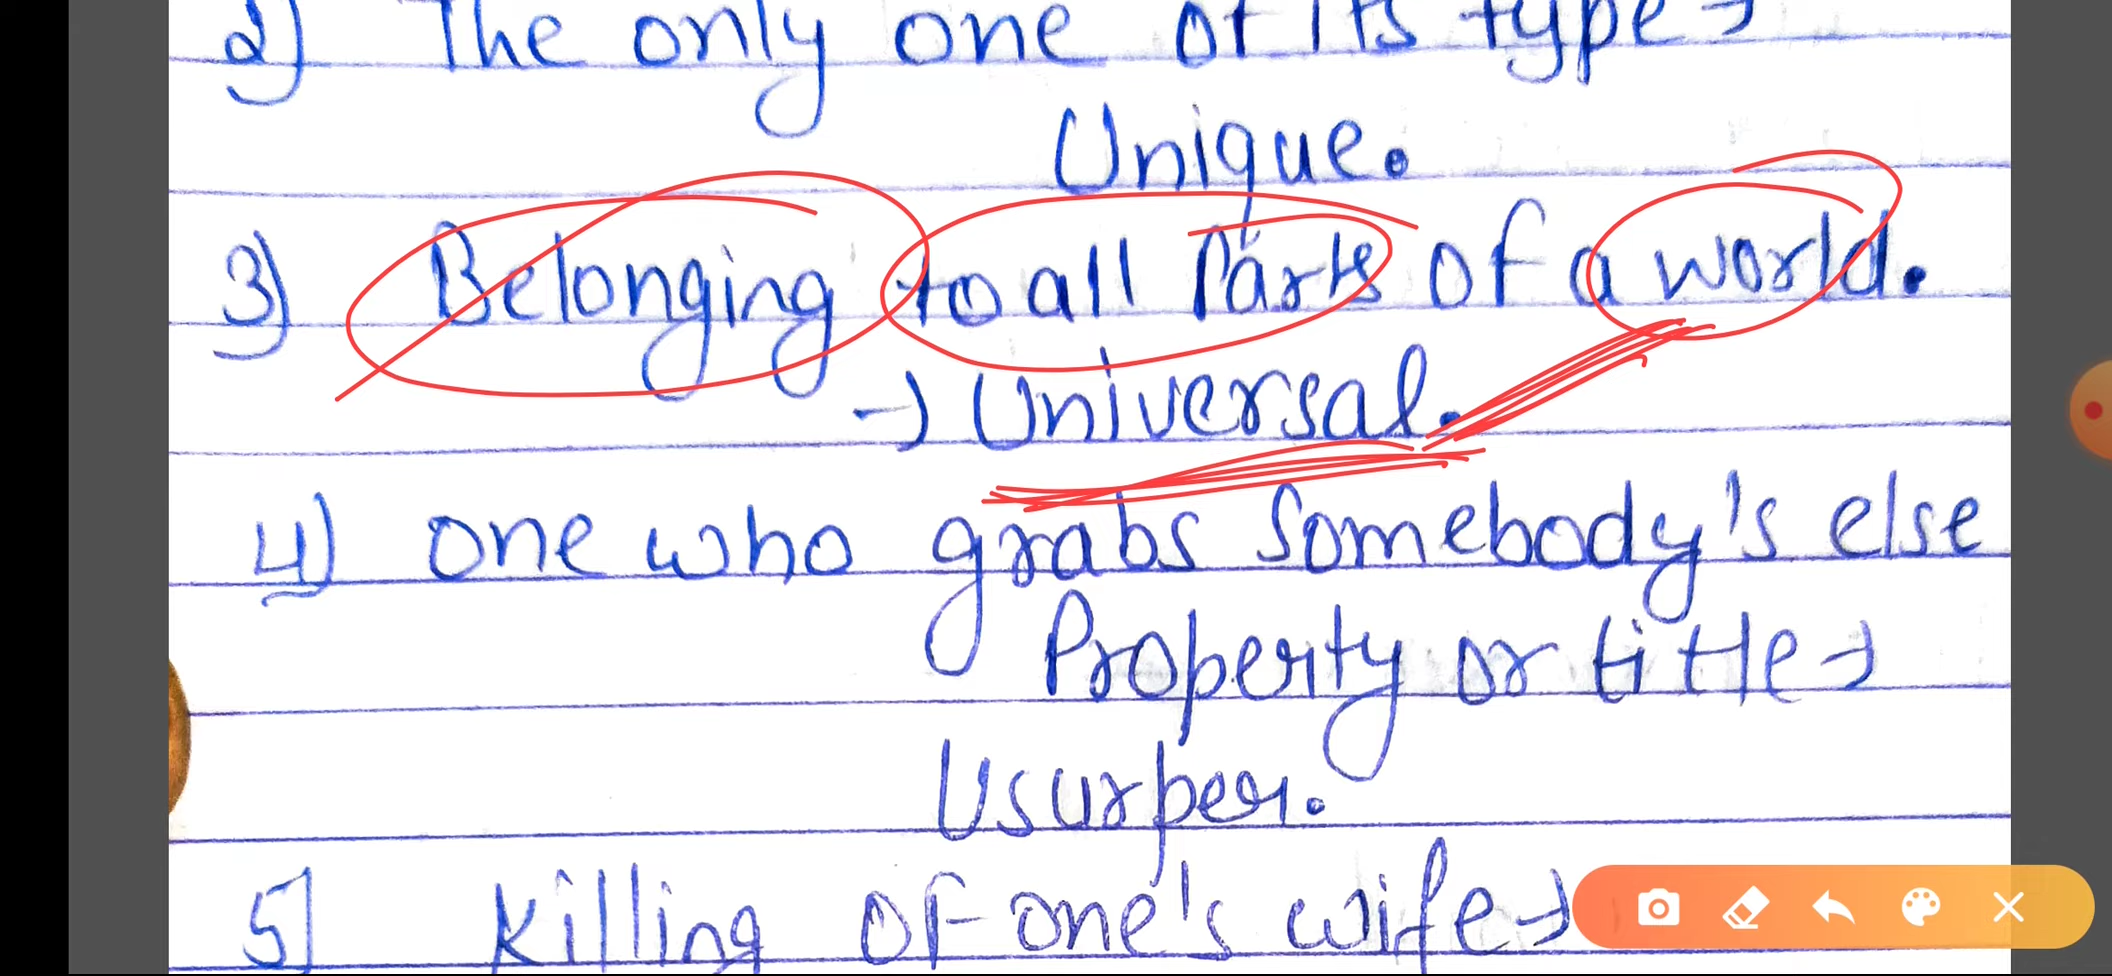 2) The only one of its type →
Unique.
3) Belonging to all Parts of a world.
→ Universal.
4) one who grabs Somebody's else
Property or title →
Usurper.
5] Killing of one's wife →